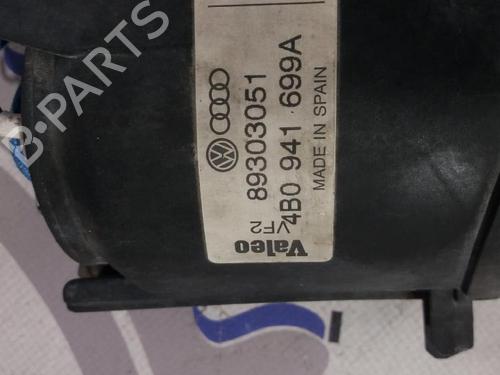 B-PARTS
Valeo
VF2
89303051
4B0 941 699A
MADE IN SPAIN